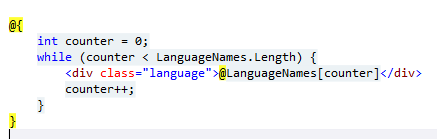 @{
    int counter = 0;
    while (counter < LanguageNames.Length) {
        <div class="language">@LanguageNames[counter]</div>
        counter++;
    }
}